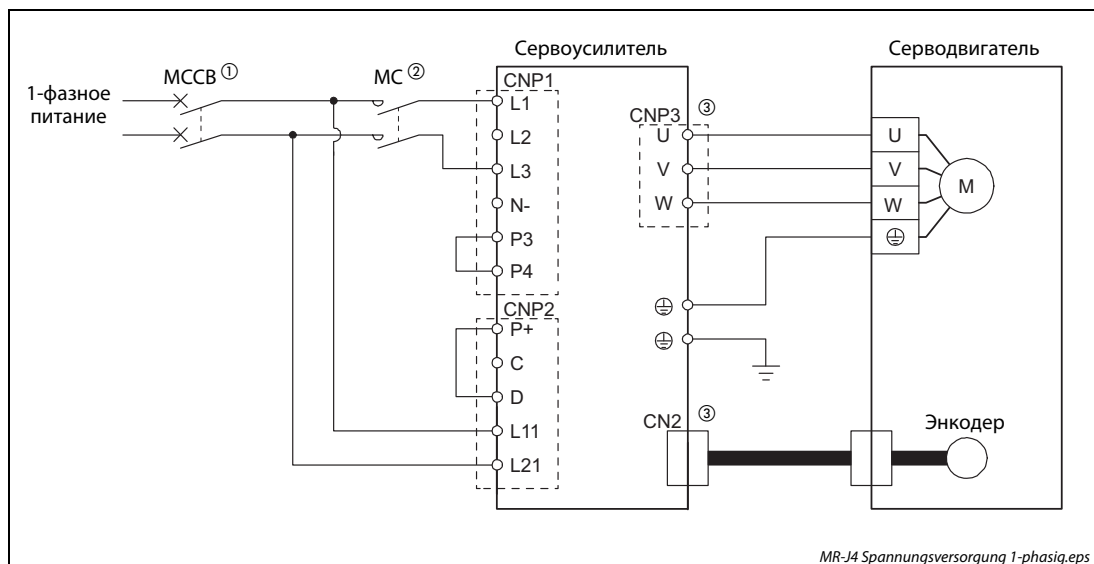 Сервоусилитель
Серводвигатель
MCCB ①
MC ②
1-фазное
питание
CNP1
L1
L2
L3
N-
P3
P4
CNP2
P+
C
D
L11
L21
CNP3 ③
U
V
W
CN2 ③
U
V
W
M
Энкодер
MR-J4 Spannungsversorgung 1-phasig.eps